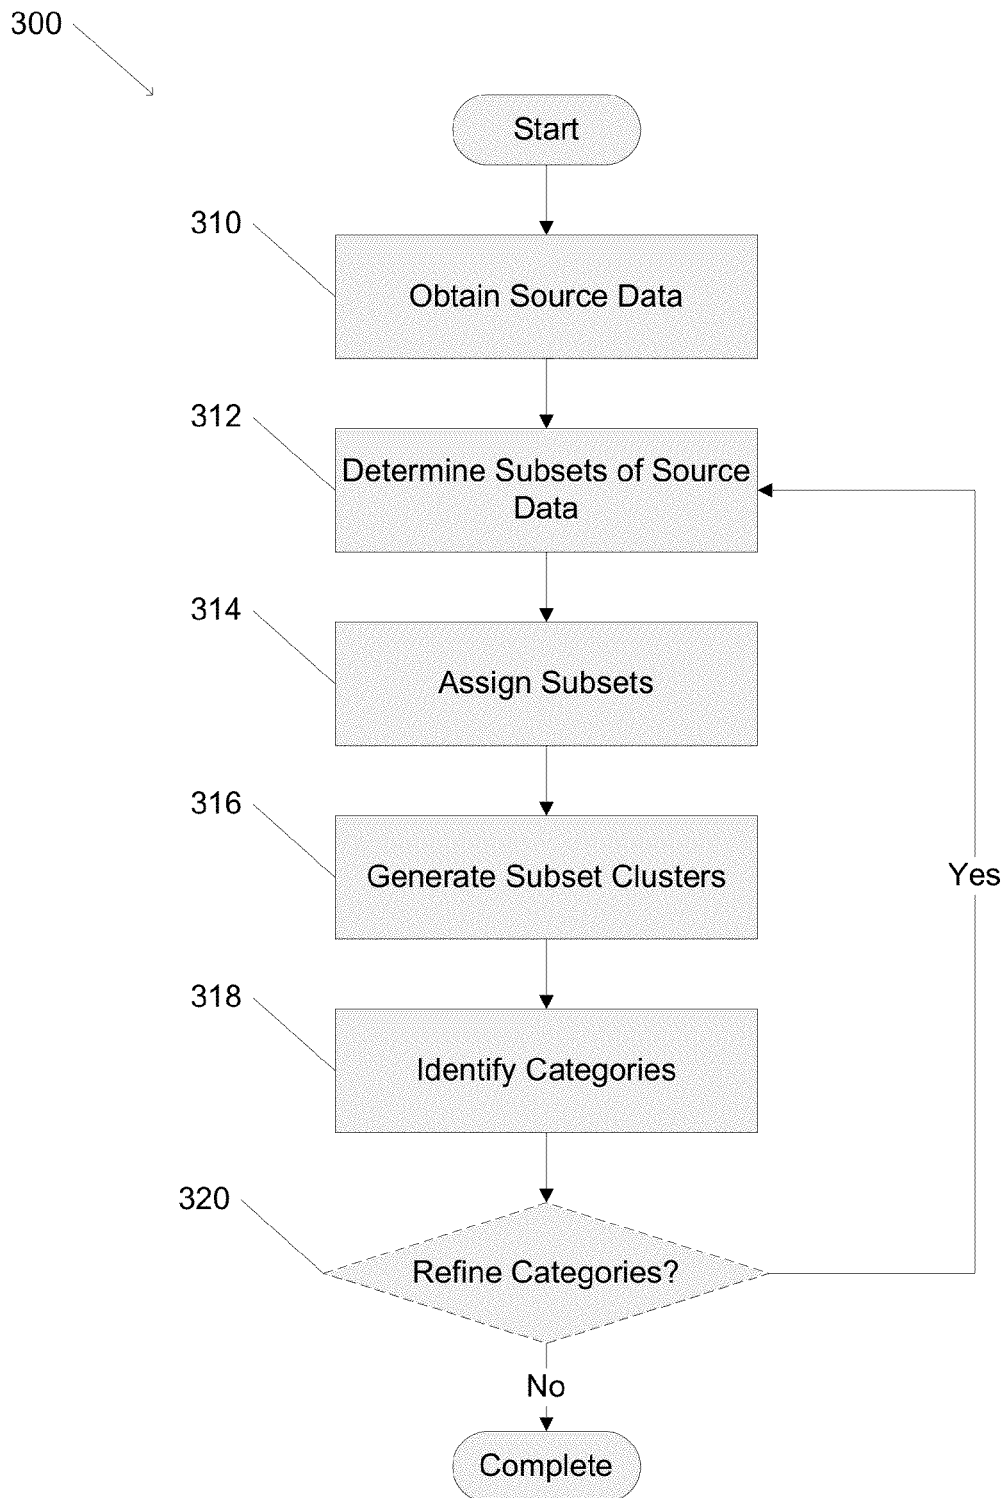 300
Start
310
Obtain Source Data
312
Determine Subsets of Source
Data
314
Assign Subsets
316
Generate Subset Clusters
Yes
318
Identify Categories
320
Refine Categories?
No
Complete